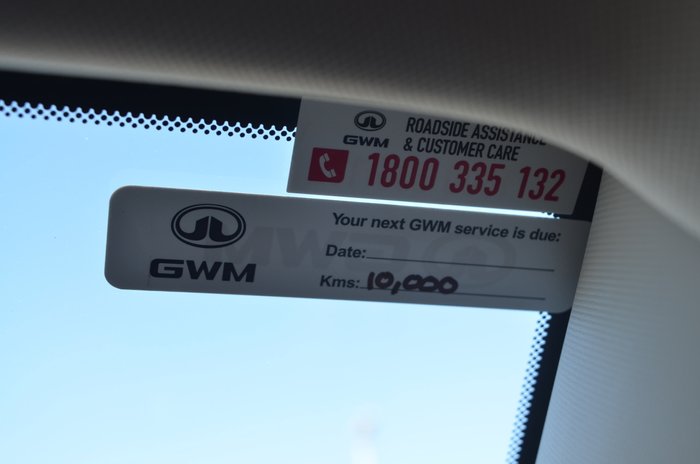 ROADSIDE ASSISTANCE
& CUSTOMER CARE
GWM
1800 335 132
Your next GWM service is due:
Date:
Kms: 10,000
GWM